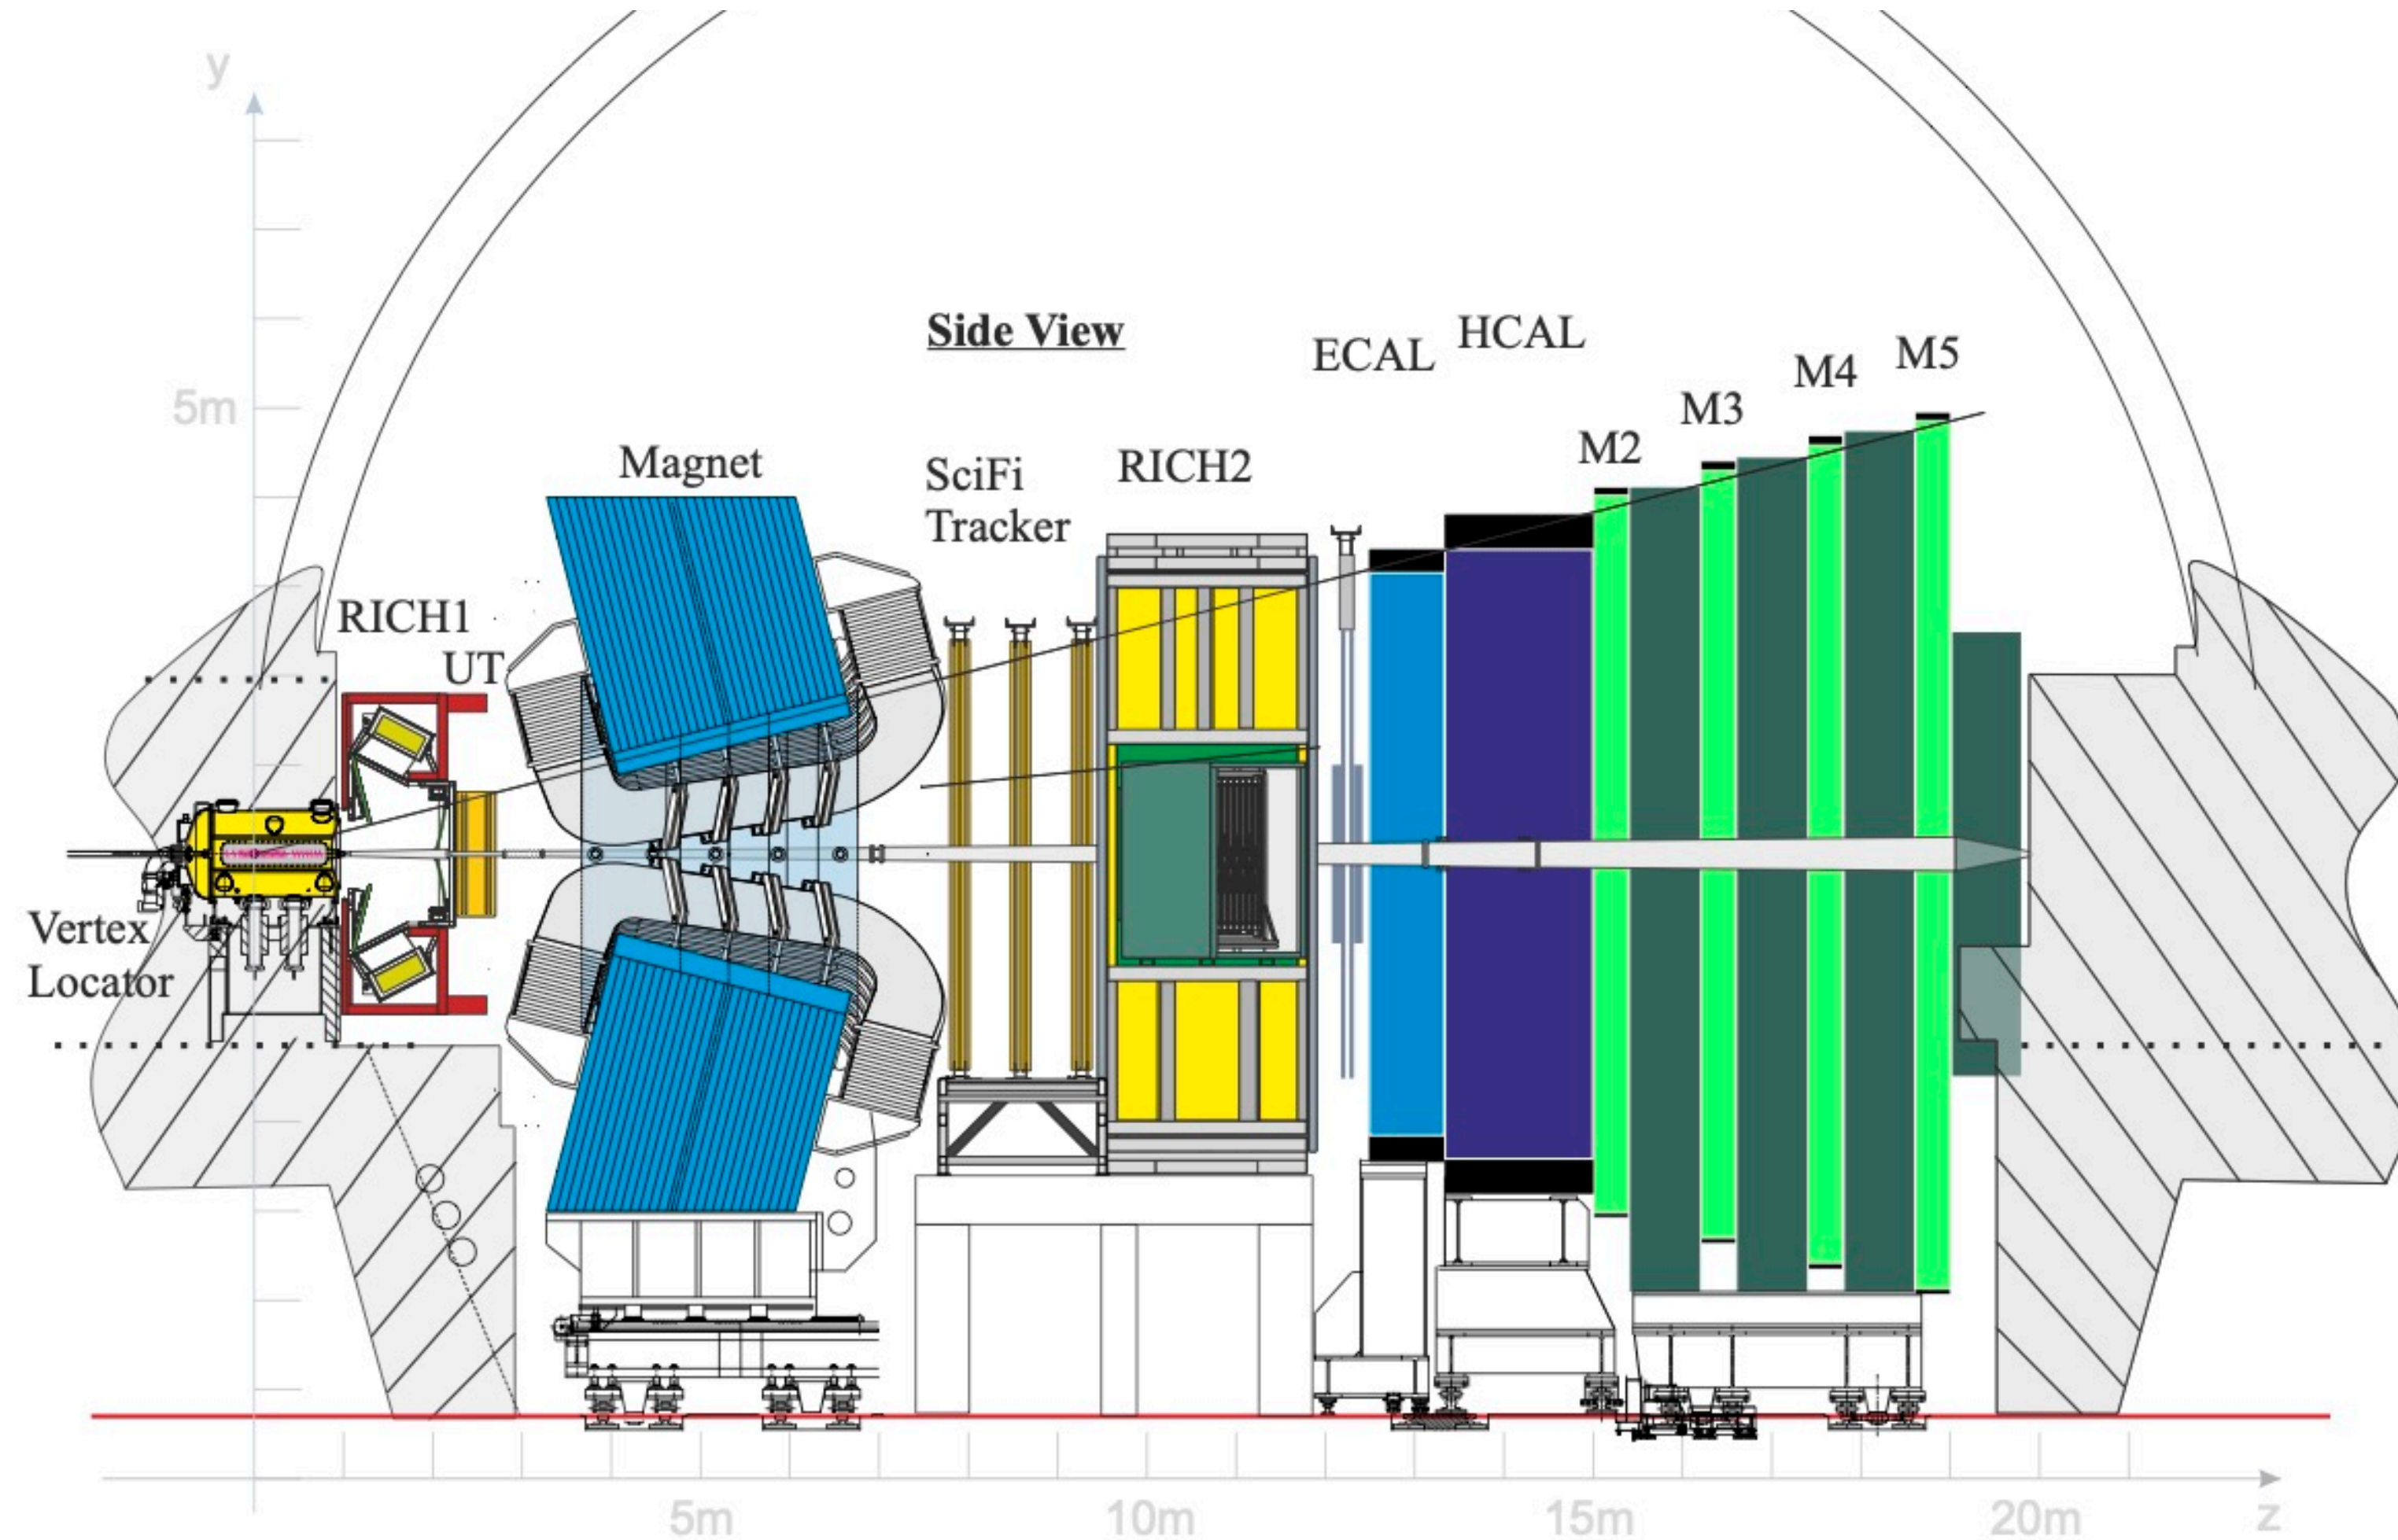 y
5m
Side View
ECAL
HCAL
M2
M3
M4
M5
Magnet
SciFi
Tracker
RICH2
RICH1
UT
Vertex
Locator
5m
10m
15m
20m
z